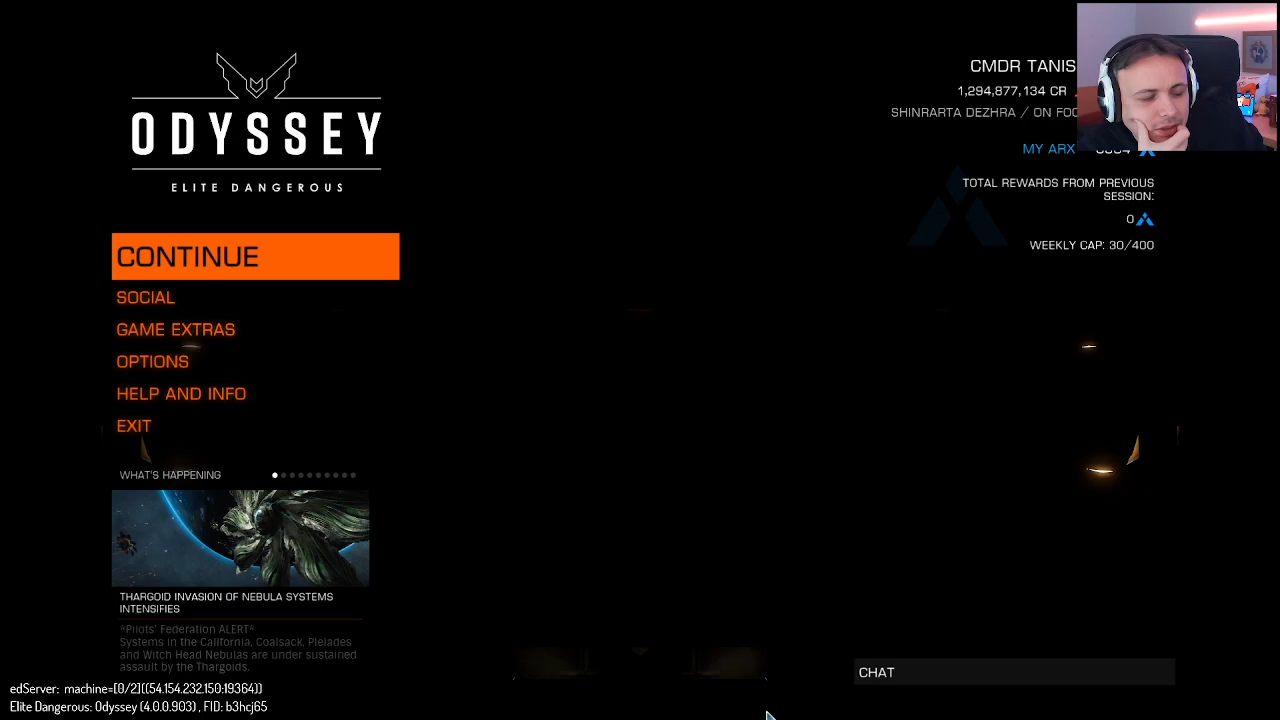 ODYSSEY
ELITE DANGEROUS
CONTINUE
SOCIAL
GAME EXTRAS
OPTIONS
HELP AND INFO
EXIT
WHAT'S HAPPENING
THARGOID INVASION OF NEBULA SYSTEMS
INTENSIFIES
*Pilots' Federation ALERT*
Systems in the California, Coalsack, Pleiades
and Witch Head Nebulas are under sustained
assault by the Thargoids.
edServer: machine=[0/2]((54.154.232.150:19364))
Elite Dangerous: Odyssey (4.0.0.903), FID: b3hcj65
CMDR TANIS
1,294,877,134 CR
SHINRARTA DEZHRA / ON FOO
MY ARX
TOTAL REWARDS FROM PREVIOUS
SESSION:
0
WEEKLY CAP: 30/400
CHAT